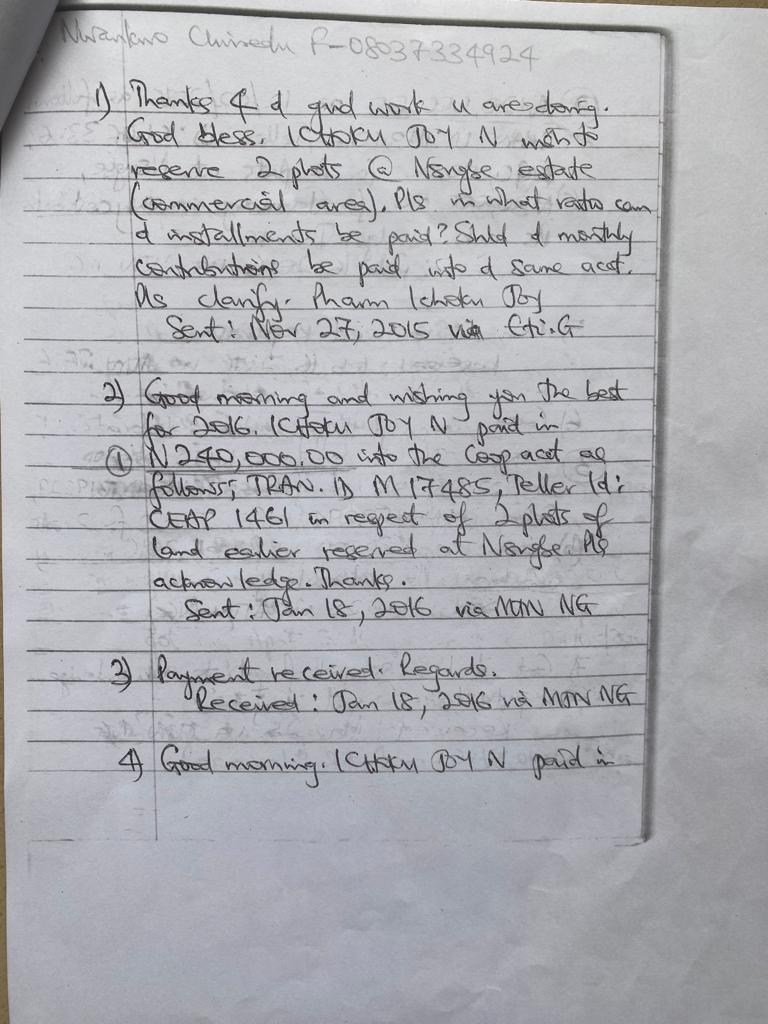 Nwankwo Chinedu P-08037334924
1) Thanks 4 d gud work u are doing.
God bless. ICHOKU JOY N wish to
reserve 2 plots @ Nsugbe estate
(commercial area). Pls in what ratio can
d installments be paid? Shld d monthly
contributions be paid into d same acct.
Pls clarify. Pharm Ichoku Joy
Sent: Nov 27, 2015 via Eti.G
2) Good morning and wishing you the best
for 2016. ICHOKU JOY N paid in
① N240,000.00 into the Coop acct as
follows; TRAN. ID M17485, Teller Id:
CEAP 1461 in respect of 2 plots of
land earlier reserved at Nsugbe. Pls
acknowledge. Thanks.
Sent: Jan 18, 2016 via MTN NG
3) Payment received. Regards.
Received: Jan 18, 2016 via MTN NG
4) Good morning. ICHOKU JOY N paid in